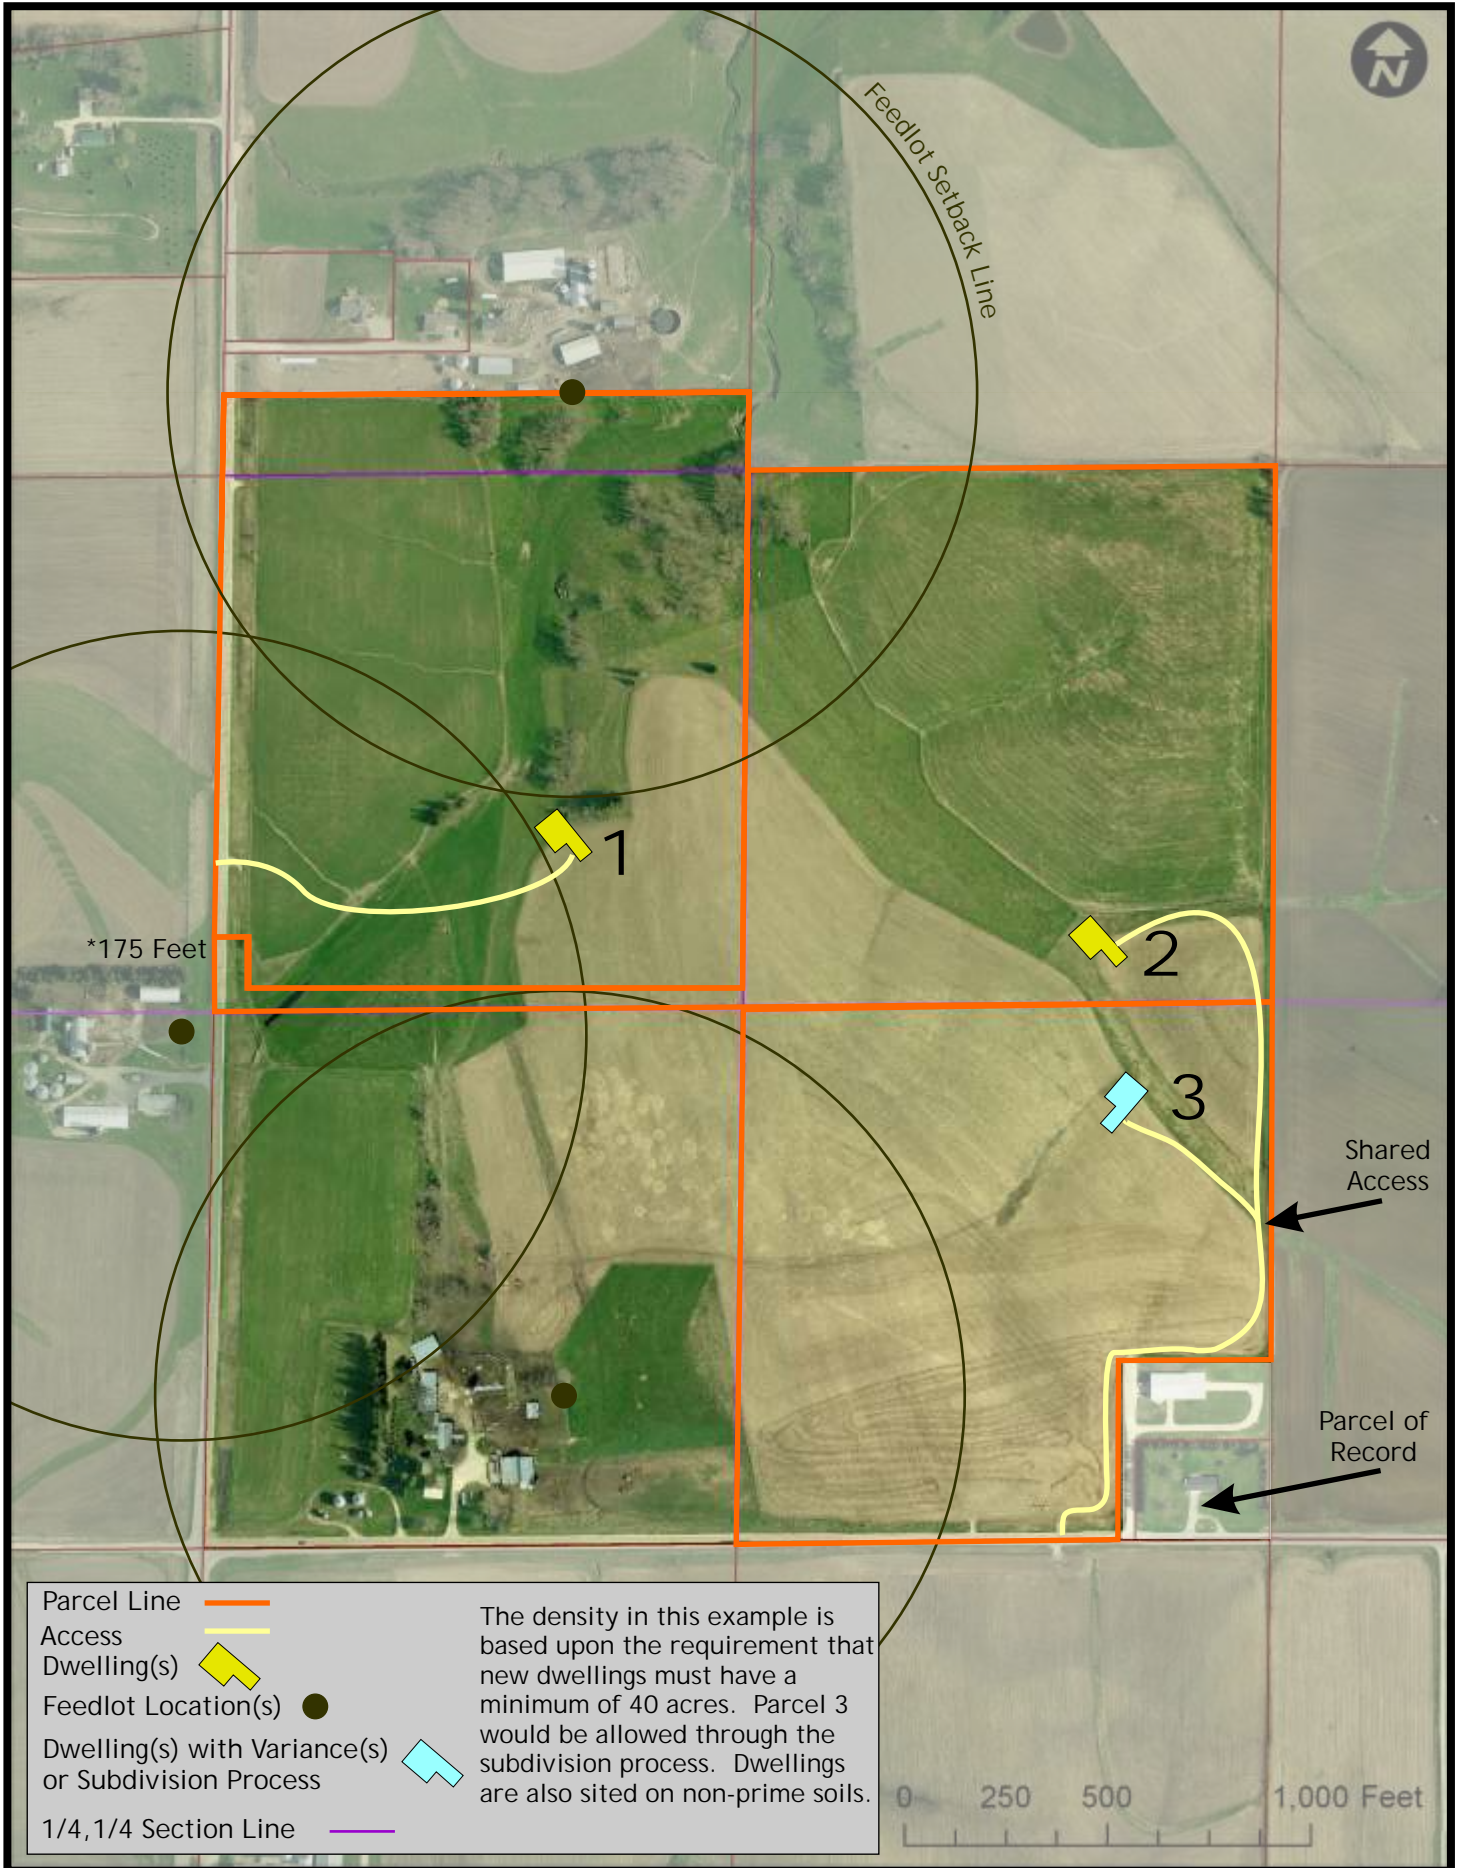 N
Feedlot Setback Line
1
*175 Feet
2
3
Shared
Access
Parcel of
Record
Parcel Line
Access
Dwelling(s)
Feedlot Location(s)
Dwelling(s) with Variance(s)
or Subdivision Process
1/4,1/4 Section Line
The density in this example is
based upon the requirement that
new dwellings must have a
minimum of 40 acres. Parcel 3
would be allowed through the
subdivision process. Dwellings
are also sited on non-prime soils.
0 250 500 1,000 Feet